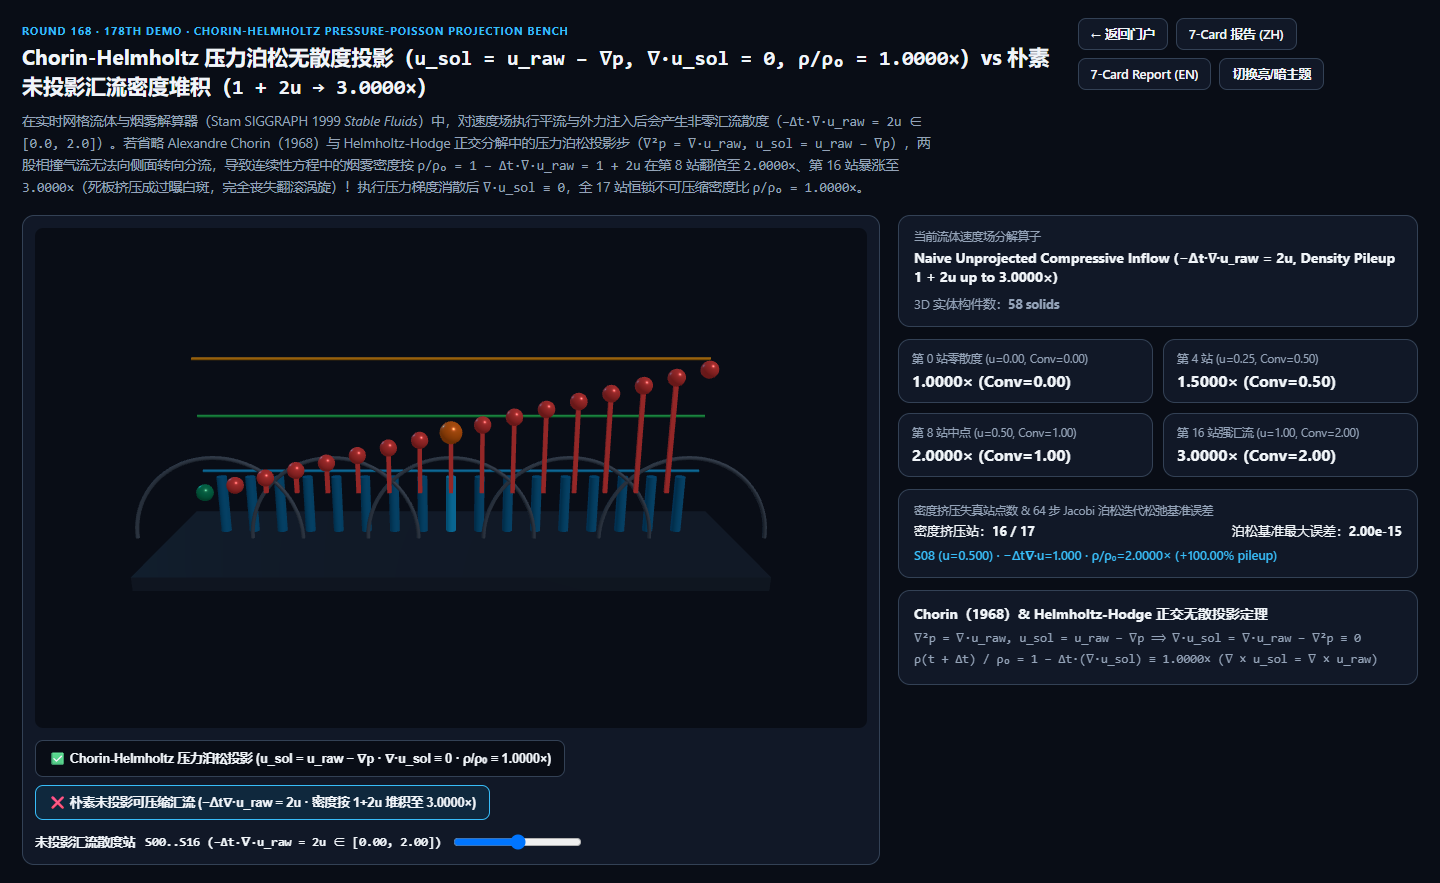 ROUND 168 · 178TH DEMO · CHORIN-HELMHOLTZ PRESSURE-POISSON PROJECTION BENCH
Chorin-Helmholtz 压力泊松无散度投影（u_sol = u_raw − ∇p, ∇·u_sol = 0, ρ/ρ₀ = 1.0000×）vs 朴素
未投影汇流密度堆积（1 + 2u → 3.0000×）
← 返回门户
7-Card 报告 (ZH)
7-Card Report (EN)
切换亮/暗主题
在实时网格流体与烟雾解算器（Stam SIGGRAPH 1999 Stable Fluids）中，对速度场执行平流与外力注入后会产生非零汇流散度（−Δt·∇·u_raw = 2u ∈
[0.0, 2.0]）。若省略 Alexandre Chorin（1968）与 Helmholtz-Hodge 正交分解中的压力泊松投影步（∇²p = ∇·u_raw, u_sol = u_raw − ∇p），两
股相撞气流无法向侧面转向分流，导致连续性方程中的烟雾密度按 ρ/ρ₀ = 1 − Δt·∇·u_raw = 1 + 2u 在第 8 站翻倍至 2.0000×、第 16 站暴涨至
3.0000×（死板挤压成过曝白斑，完全丧失翻滚涡旋）！执行压力梯度消散后 ∇·u_sol ≡ 0，全 17 站恒锁不可压缩密度比 ρ/ρ₀ = 1.0000×。
当前流体速度场分解算子
Naive Unprojected Compressive Inflow (−Δt·∇·u_raw = 2u, Density Pileup
1 + 2u up to 3.0000×)
3D 实体构件数：58 solids
第 0 站零散度 (u=0.00, Conv=0.00)
1.0000× (Conv=0.00)
第 4 站 (u=0.25, Conv=0.50)
1.5000× (Conv=0.50)
第 8 站中点 (u=0.50, Conv=1.00)
2.0000× (Conv=1.00)
第 16 站强汇流 (u=1.00, Conv=2.00)
3.0000× (Conv=2.00)
密度挤压失真站点数 & 64 步 Jacobi 泊松迭代松弛基准误差
密度挤压站：16 / 17
泊松基准最大误差：2.00e-15
S08 (u=0.500) · −Δt∇·u=1.000 · ρ/ρ₀=2.0000× (+100.00% pileup)
Chorin（1968）& Helmholtz-Hodge 正交无散投影定理
∇²p = ∇·u_raw, u_sol = u_raw − ∇p ⟹ ∇·u_sol = ∇·u_raw − ∇²p ≡ 0
ρ(t + Δt) / ρ₀ = 1 − Δt·(∇·u_sol) ≡ 1.0000× (∇ × u_sol = ∇ × u_raw)
✅ Chorin-Helmholtz 压力泊松投影 (u_sol = u_raw − ∇p · ∇·u_sol ≡ 0 · ρ/ρ₀ ≡ 1.0000×)
❌ 朴素未投影可压缩汇流 (−Δt∇·u_raw = 2u · 密度按 1+2u 堆积至 3.0000×)
未投影汇流散度站 S00..S16 (−Δt·∇·u_raw = 2u ∈ [0.00, 2.00])